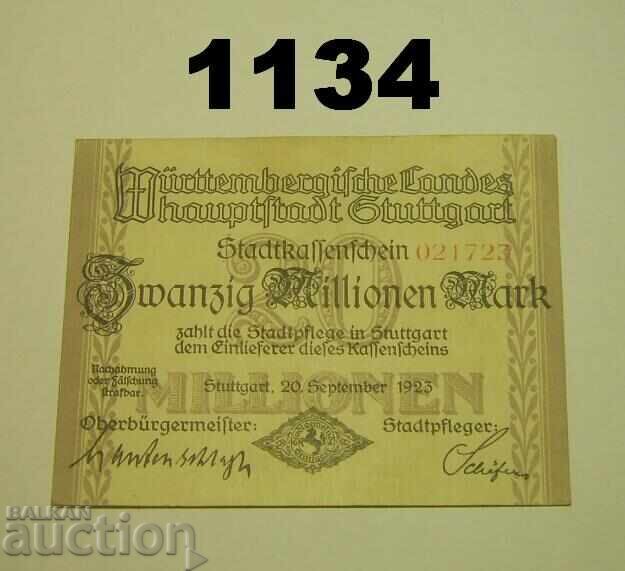 1134
Württembergische Landes
hauptstadt Stuttgart
Stadtkassenschein 021723
20
Zwanzig Millionen Mark
zahlt die Stadtpflege in Stuttgart
dem Einlieferer dieses Kassenscheins
Nachahmung
oder Fälschung
strafbar.
Stuttgart, 20. September 1923
MILLIONEN
Oberbürgermeister: Stadtpfleger:
BALKAN
auction